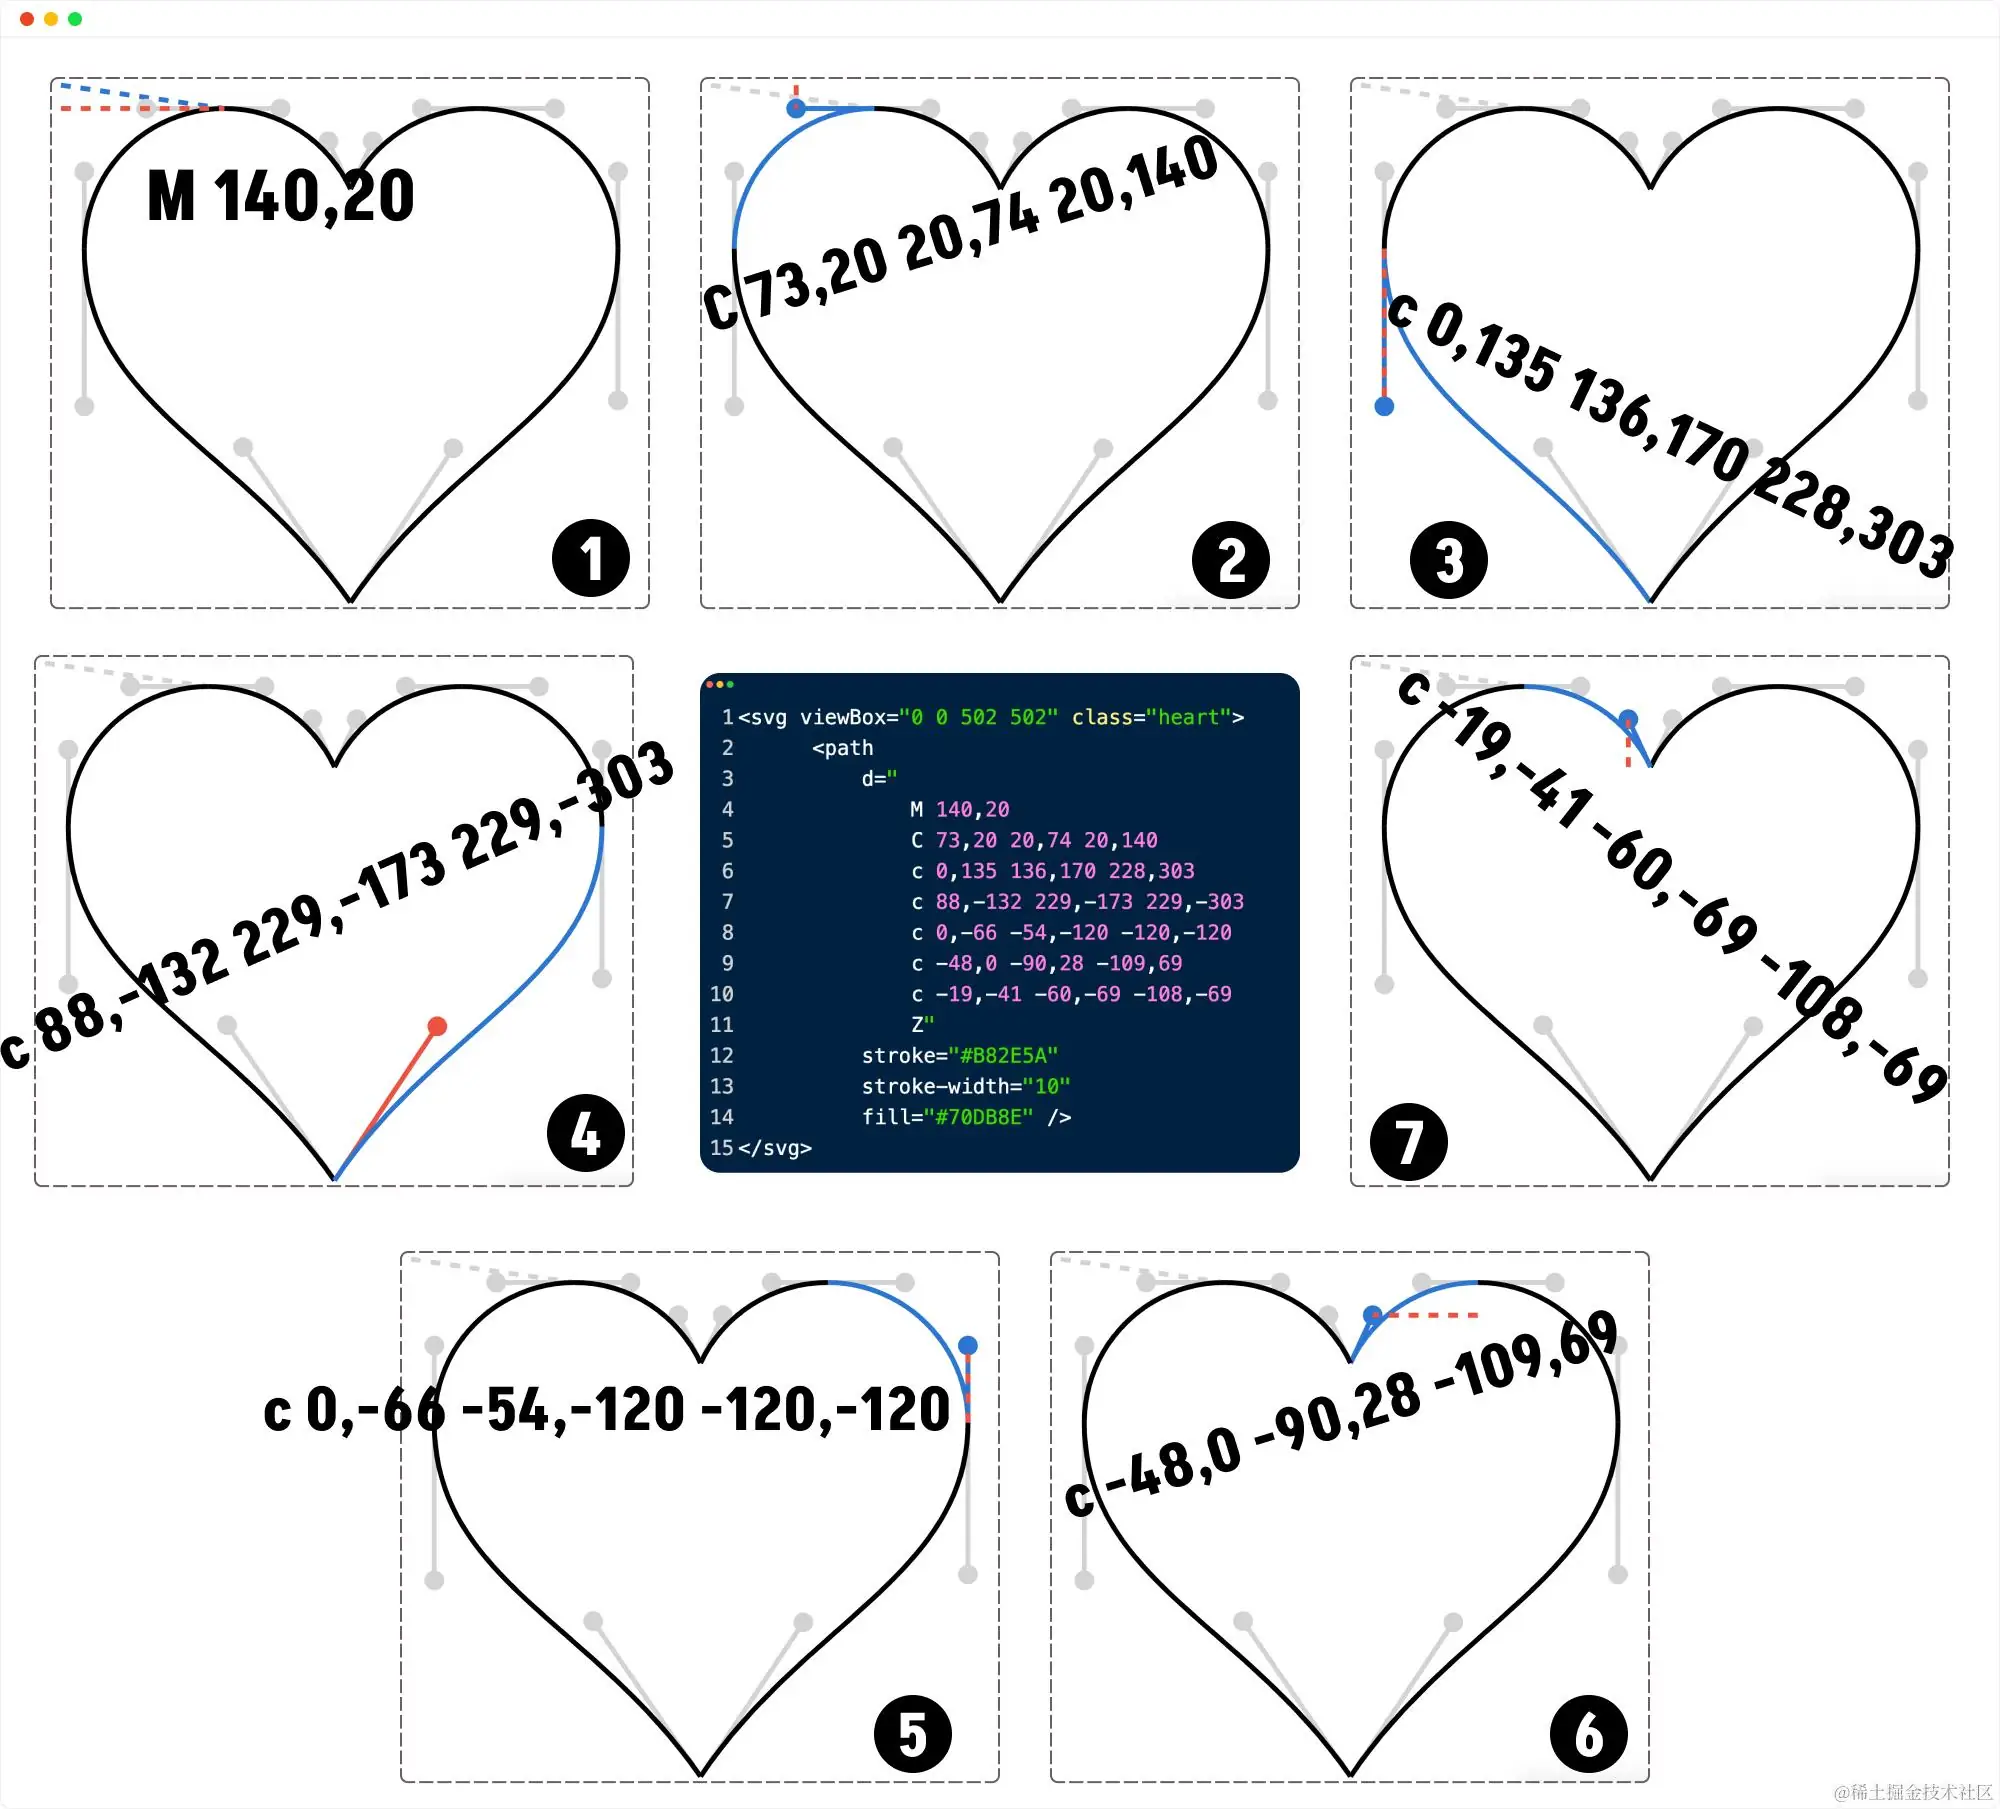 M 140,20
1
C 73,20 20,74 20,140
2
c 0,135 136,170 228,303
3
c 88,-132 229,-173 229,-303
4
1 <svg viewBox="0 0 502 502" class="heart">
2 <path
3 d="
4 M 140,20
5 C 73,20 20,74 20,140
6 c 0,135 136,170 228,303
7 c 88,-132 229,-173 229,-303
8 c 0,-66 -54,-120 -120,-120
9 c -48,0 -90,28 -109,69
10 c -19,-41 -60,-69 -108,-69
11 Z"
12 stroke="#B82E5A"
13 stroke-width="10"
14 fill="#70DB8E" />
15 </svg>
c -19,-41 -60,-69 -108,-69
7
c 0,-66 -54,-120 -120,-120
5
c -48,0 -90,28 -109,69
6
@稀土掘金技术社区